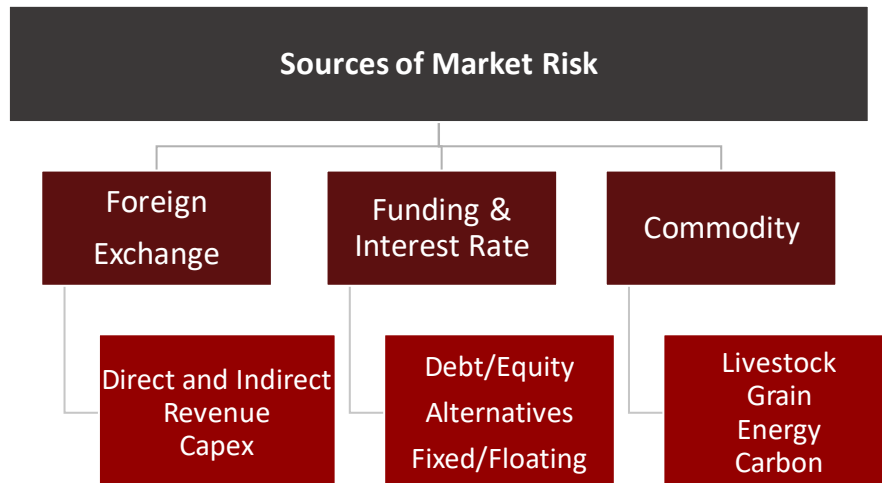 Sources of Market Risk
Foreign
Exchange
Funding &
Interest Rate
Commodity
Direct and Indirect
Revenue
Capex
Debt/Equity
Alternatives
Fixed/Floating
Livestock
Grain
Energy
Carbon